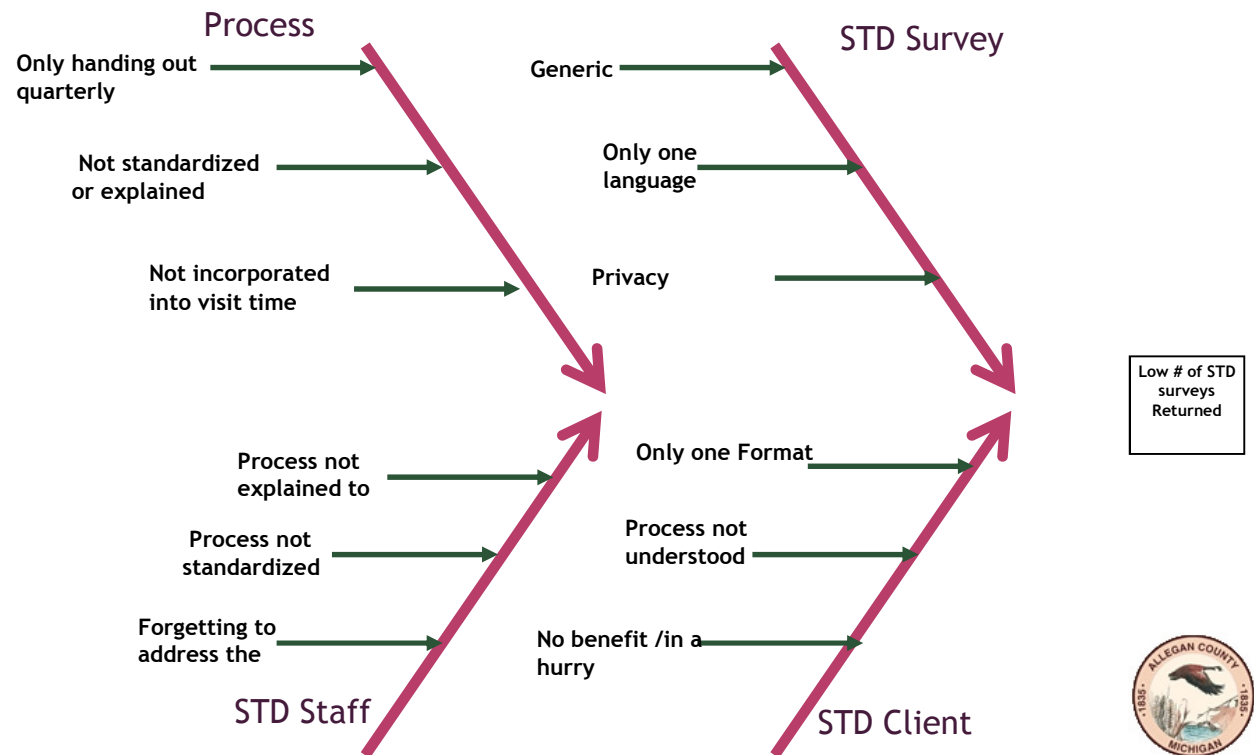 Process
Only handing out
quarterly
Not standardized
or explained
Not incorporated
into visit time
STD Survey
Generic
Only one
language
Privacy
Low # of STD
surveys
Returned
Process not
explained to
Process not
standardized
Forgetting to
address the
STD Staff
Only one Format
Process not
understood
No benefit /in a
hurry
STD Client
ALLEGAN COUNTY
·1835·
·1835·
MICHIGAN